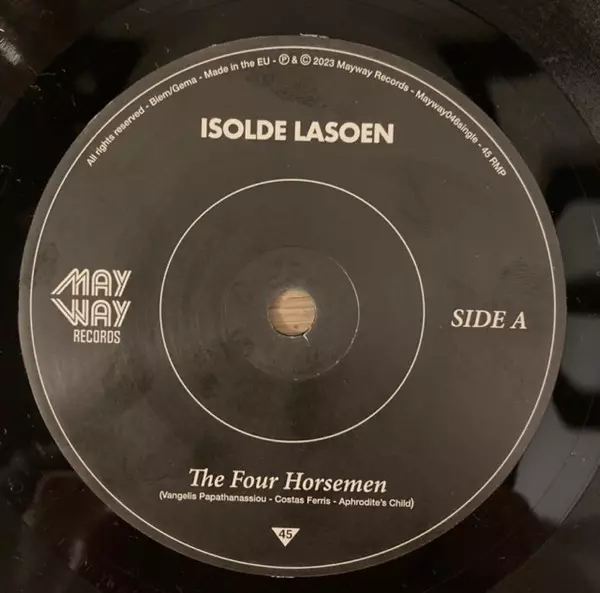 All rights reserved - Biem/Gema - Made in the EU - ℗ & © 2023 Mayway Records - Mayway046single - 45 RMP
ISOLDE LASOEN
MAY
WAY
RECORDS
SIDE A
The Four Horsemen
(Vangelis Papathanassiou - Costas Ferris - Aphrodite's Child)
45